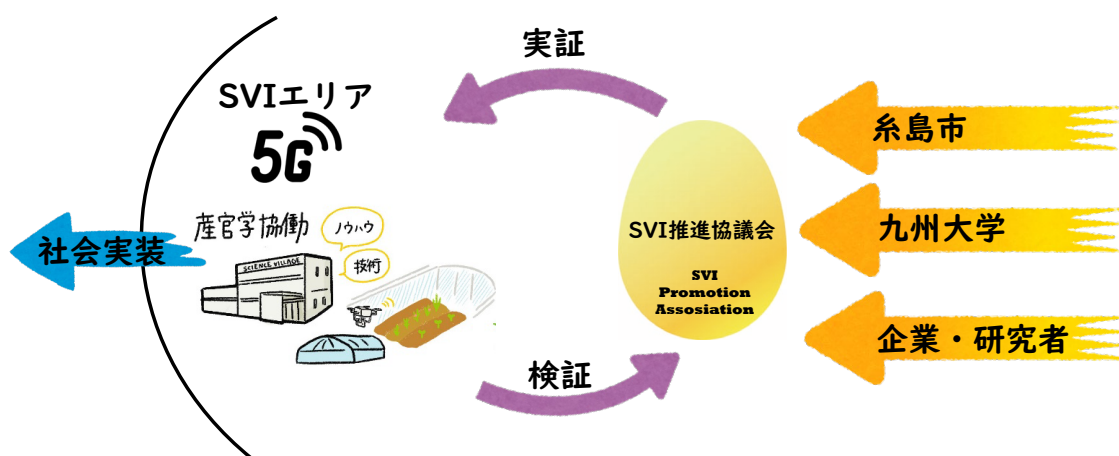 実証
SVIエリア
5G
産官学協働
ノウハウ
技術
SCIENCE VILLAGE
社会実装
検証
SVI推進協議会
SVI
Promotion
Assosiation
糸島市
九州大学
企業・研究者